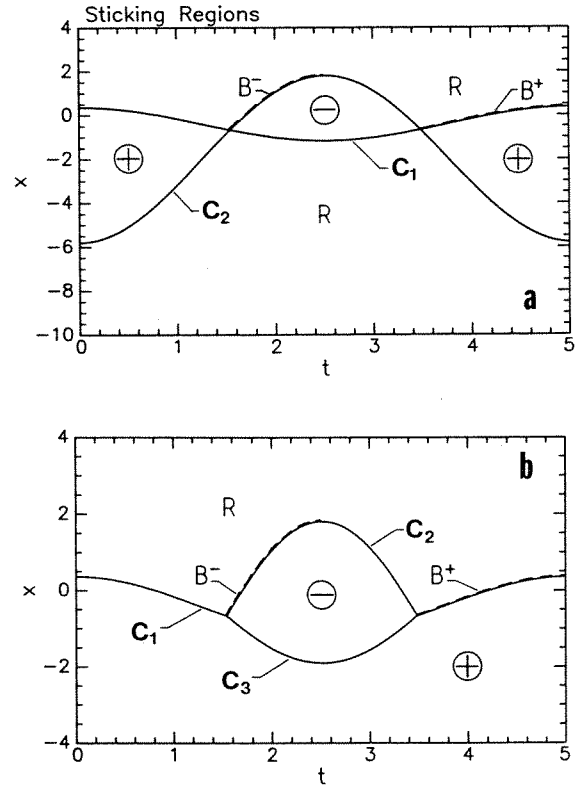 Sticking Regions
4
2
0
−2
−4
−6
−8
−10
x
B⁻
R
B⁺
−
+
+
C₁
C₂
R
a
0 1 2 3 4 5
t
4
2
0
−2
−4
x
b
R
C₂
B⁻
B⁺
−
C₁
+
C₃
0 1 2 3 4 5
t